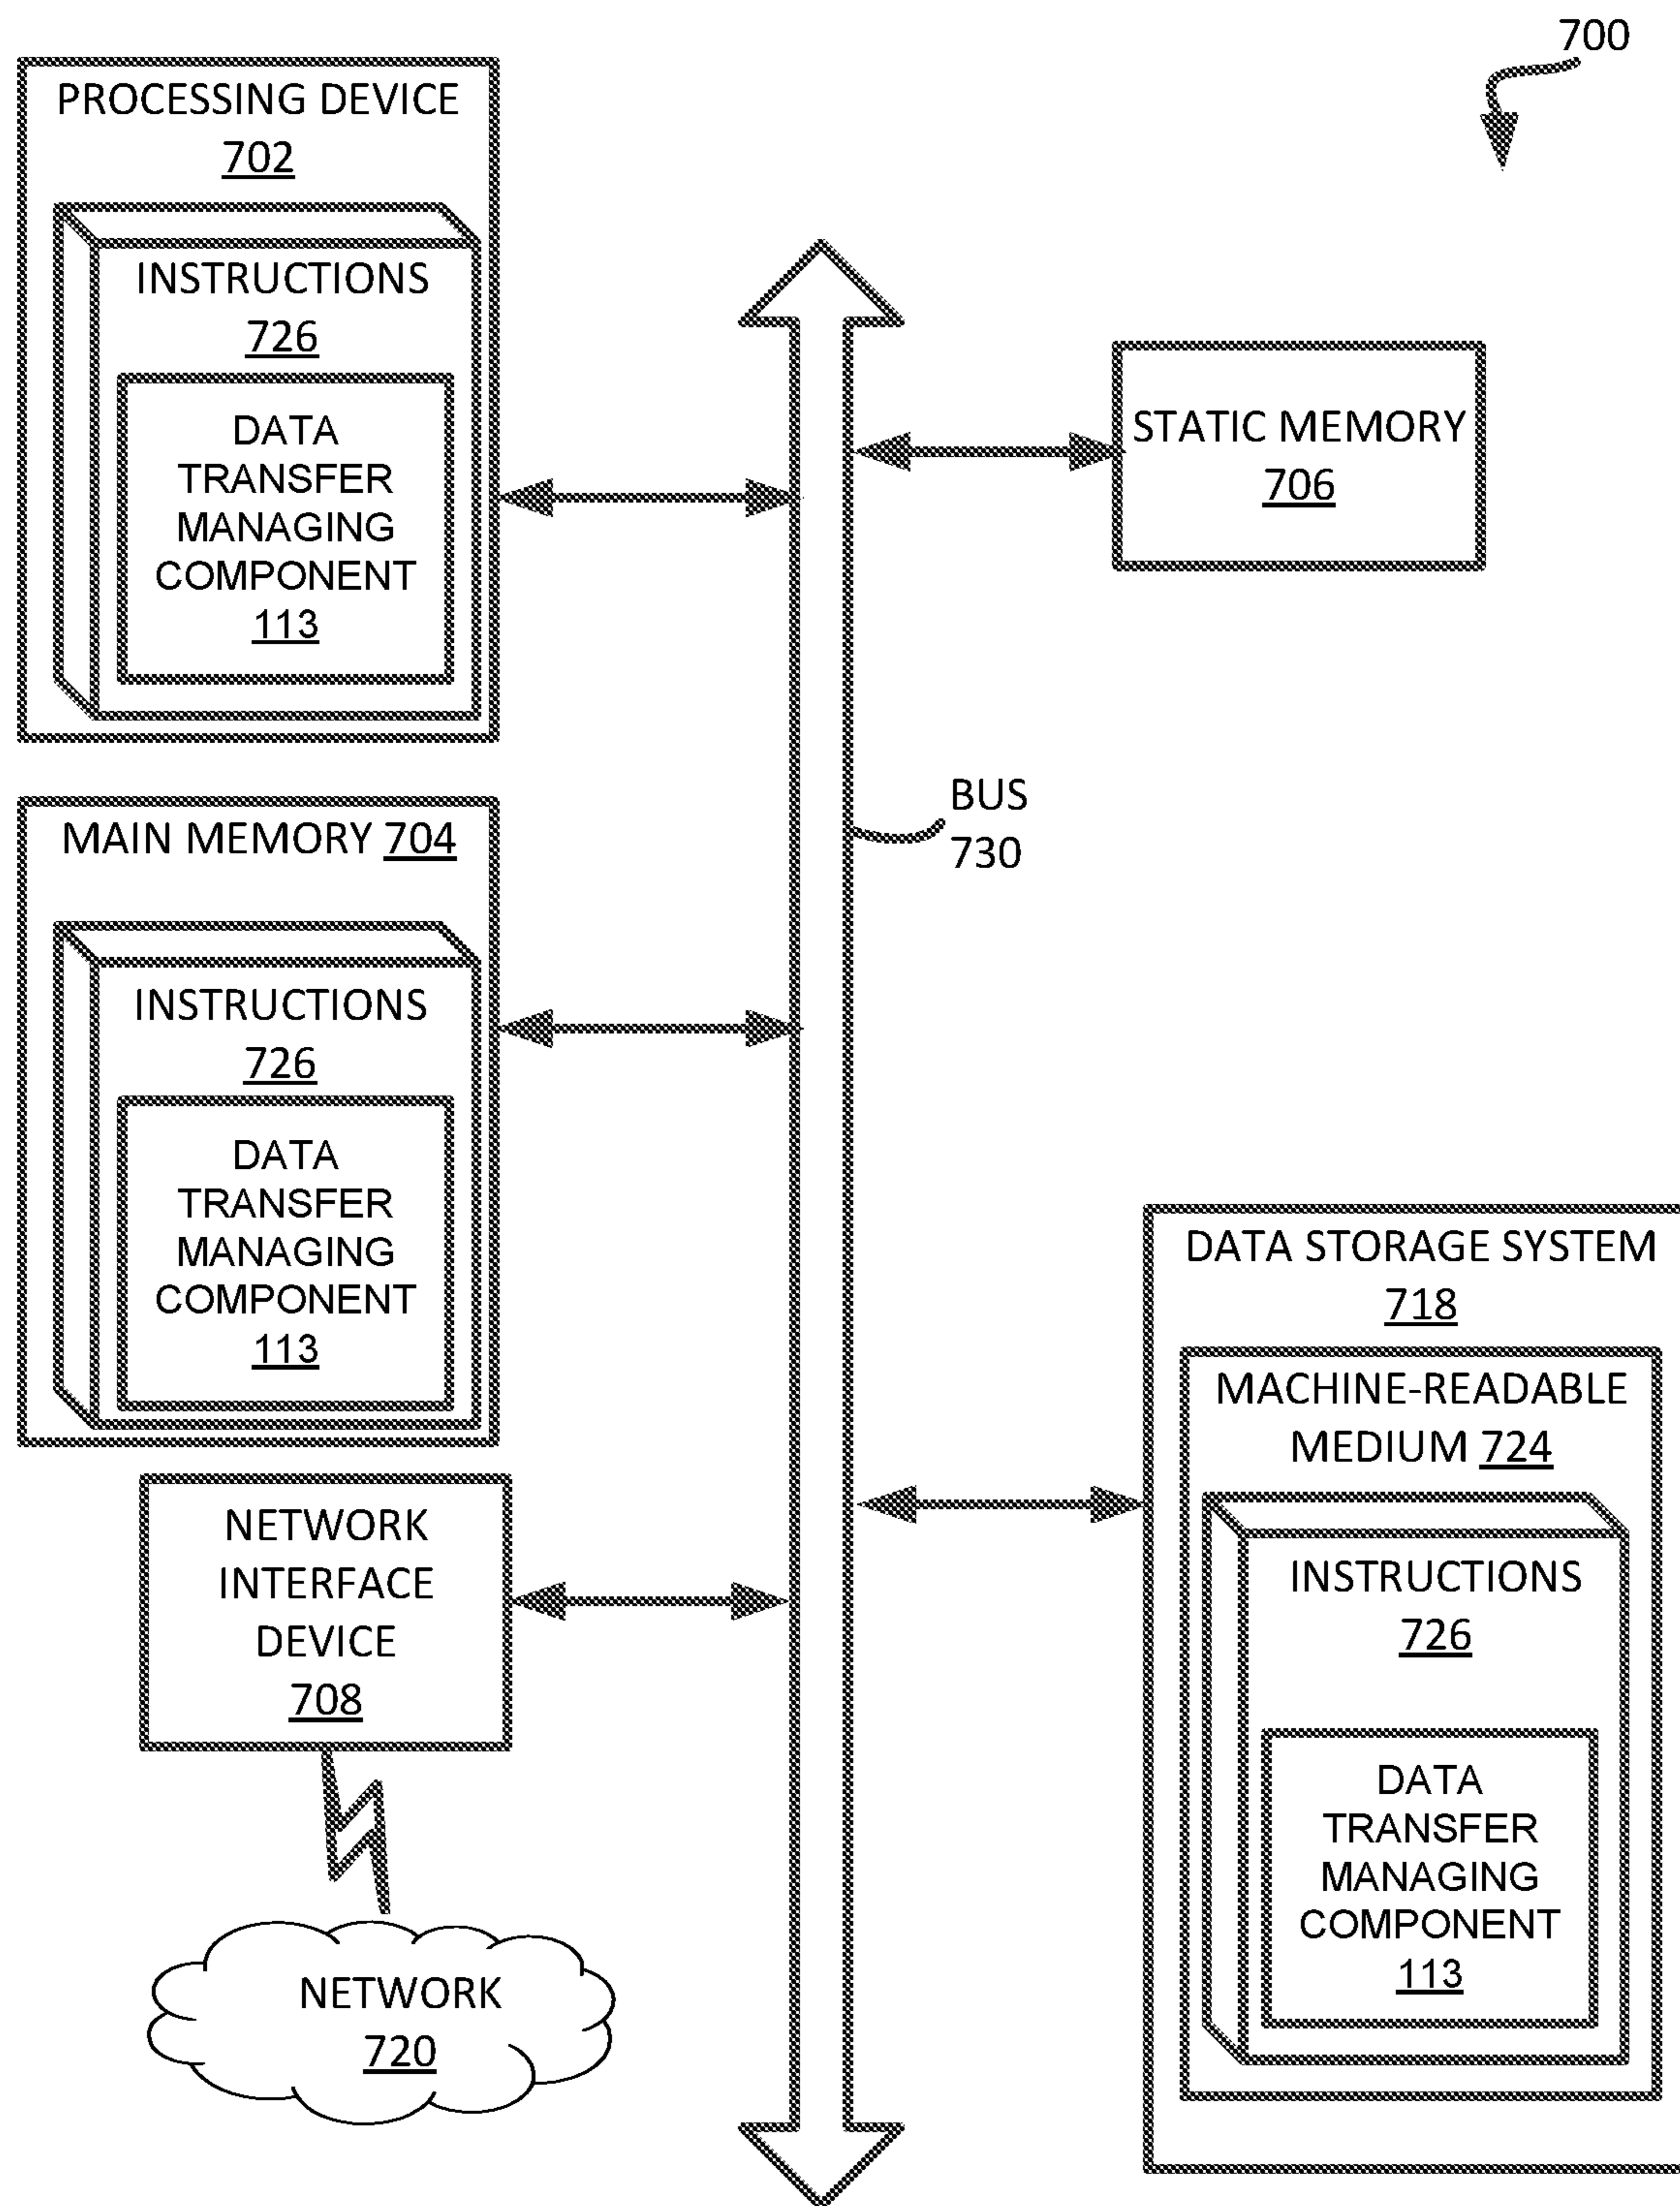 700
PROCESSING DEVICE
702
INSTRUCTIONS
726
DATA
TRANSFER
MANAGING
COMPONENT
113
STATIC MEMORY
706
BUS
730
MAIN MEMORY 704
INSTRUCTIONS
726
DATA
TRANSFER
MANAGING
COMPONENT
113
DATA STORAGE SYSTEM
718
MACHINE-READABLE
MEDIUM 724
INSTRUCTIONS
726
DATA
TRANSFER
MANAGING
COMPONENT
113
NETWORK
INTERFACE
DEVICE
708
NETWORK
720